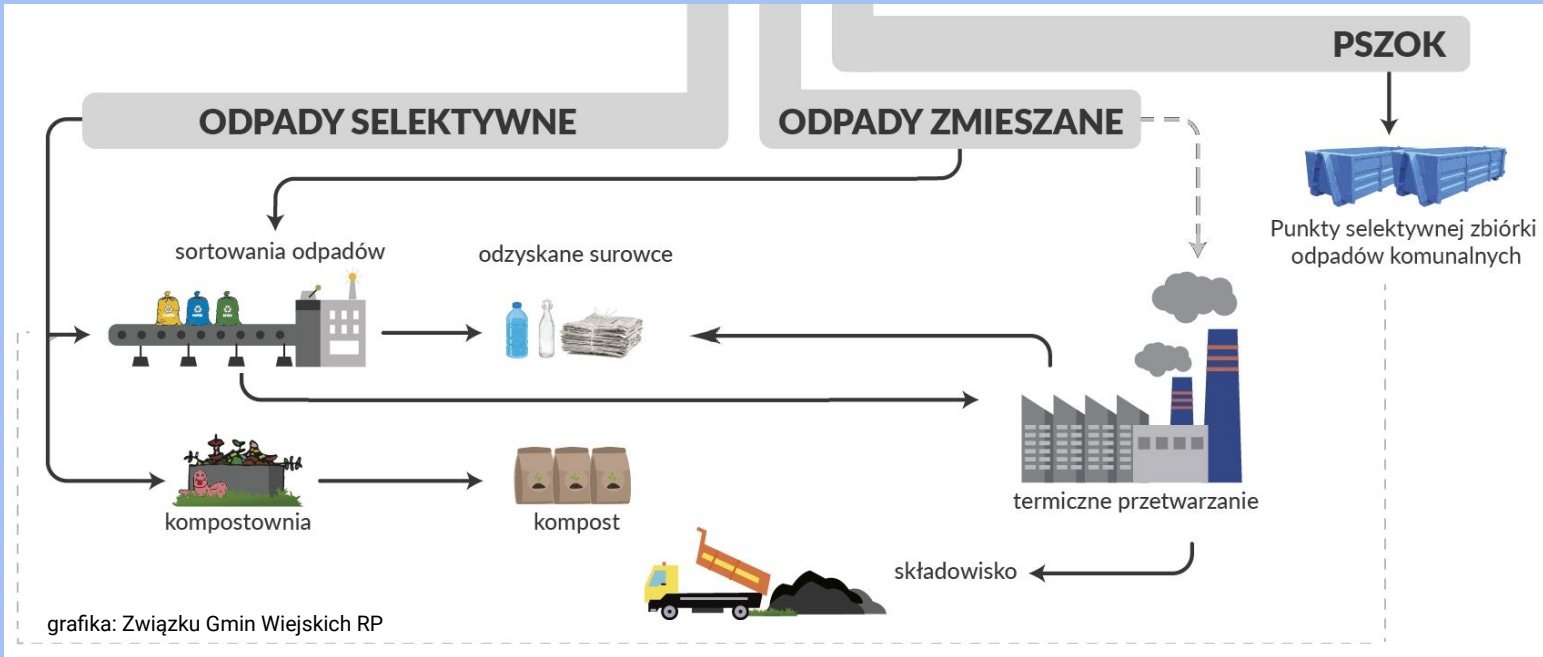 PSZOK
ODPADY SELEKTYWNE
ODPADY ZMIESZANE
Punkty selektywnej zbiórki
odpadów komunalnych
sortowania odpadów
odzyskane surowce
termiczne przetwarzanie
kompostownia
kompost
składowisko
grafika: Związku Gmin Wiejskich RP